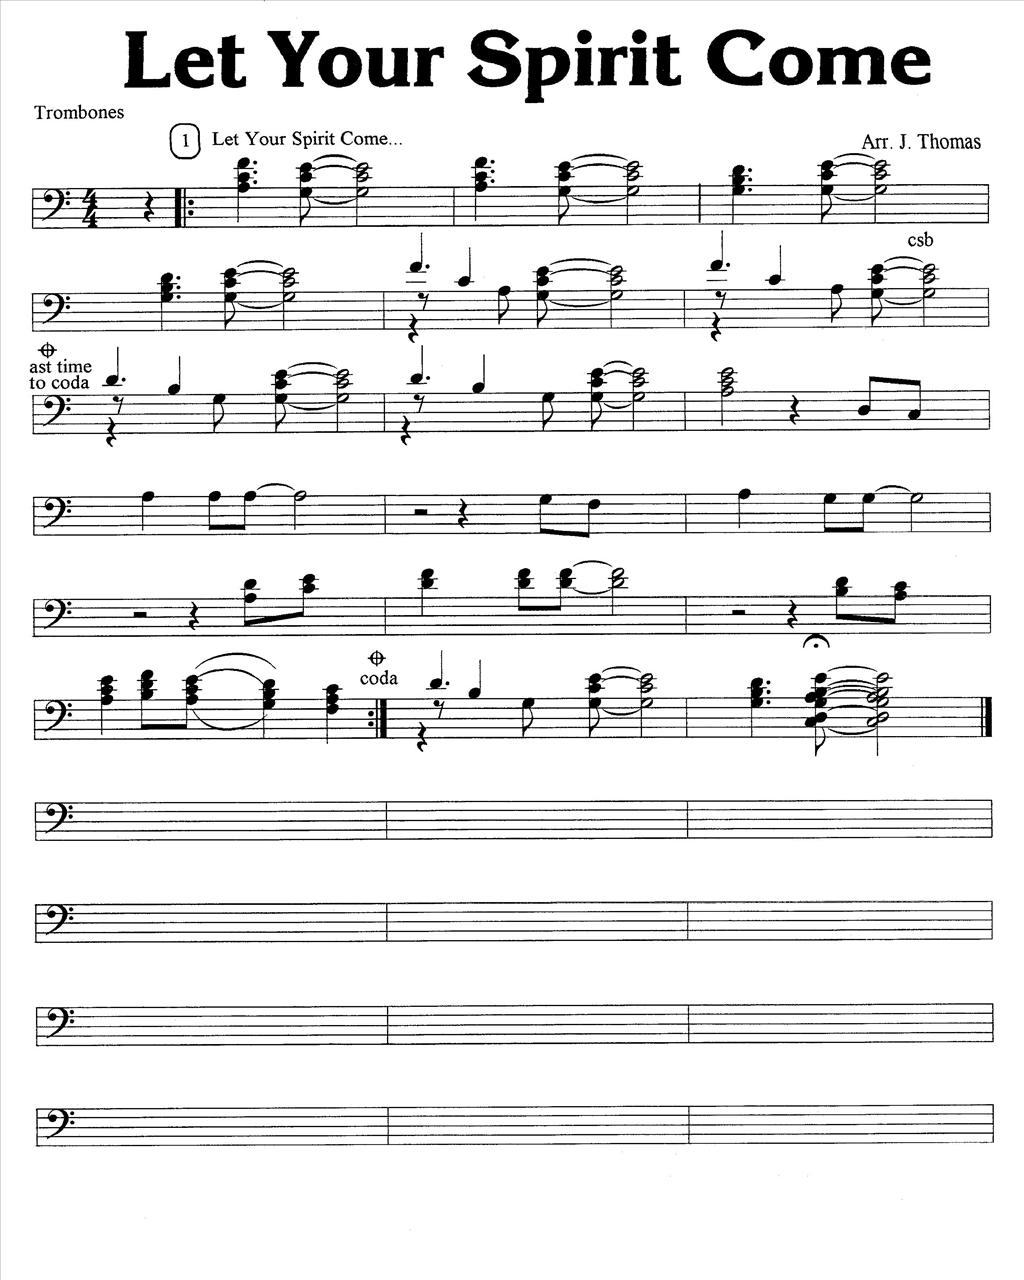 Let Your Spirit Come
Trombones
1 Let Your Spirit Come...
Arr. J. Thomas
4
4
csb
ast time
to coda
coda